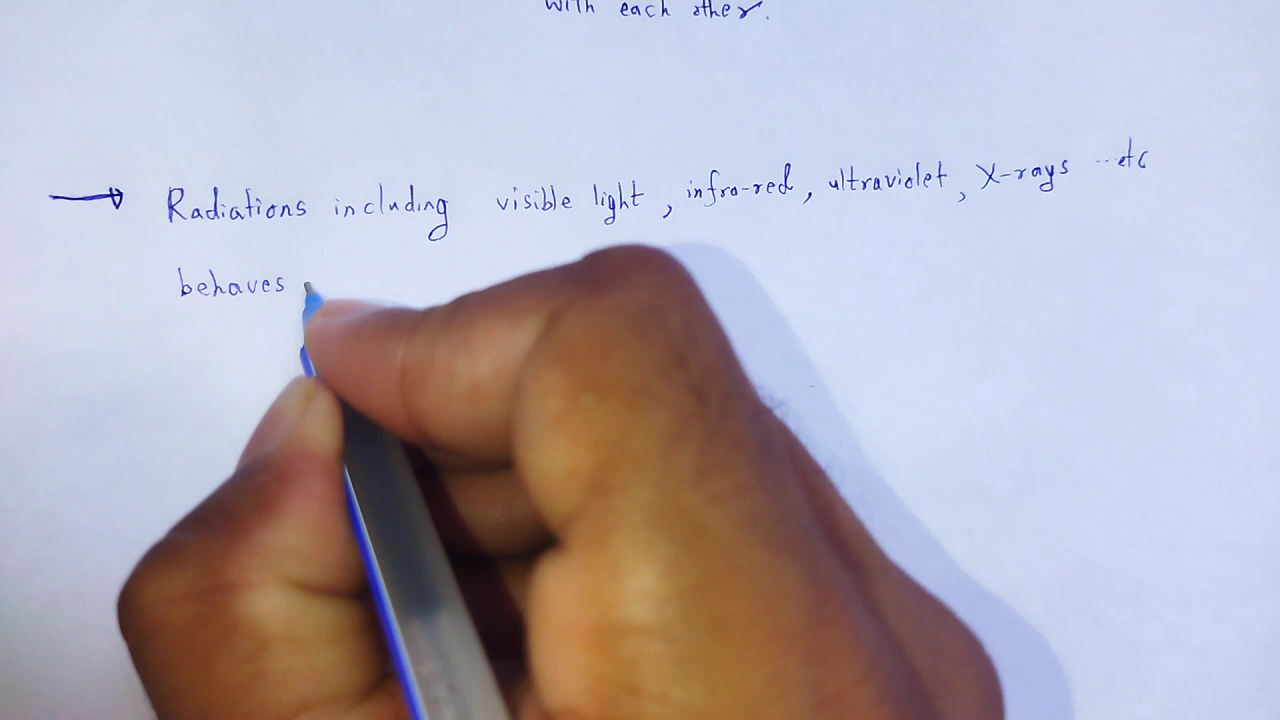 with each other.
→ Radiations including visible light, infra-red, ultraviolet, X-rays ...etc
behaves